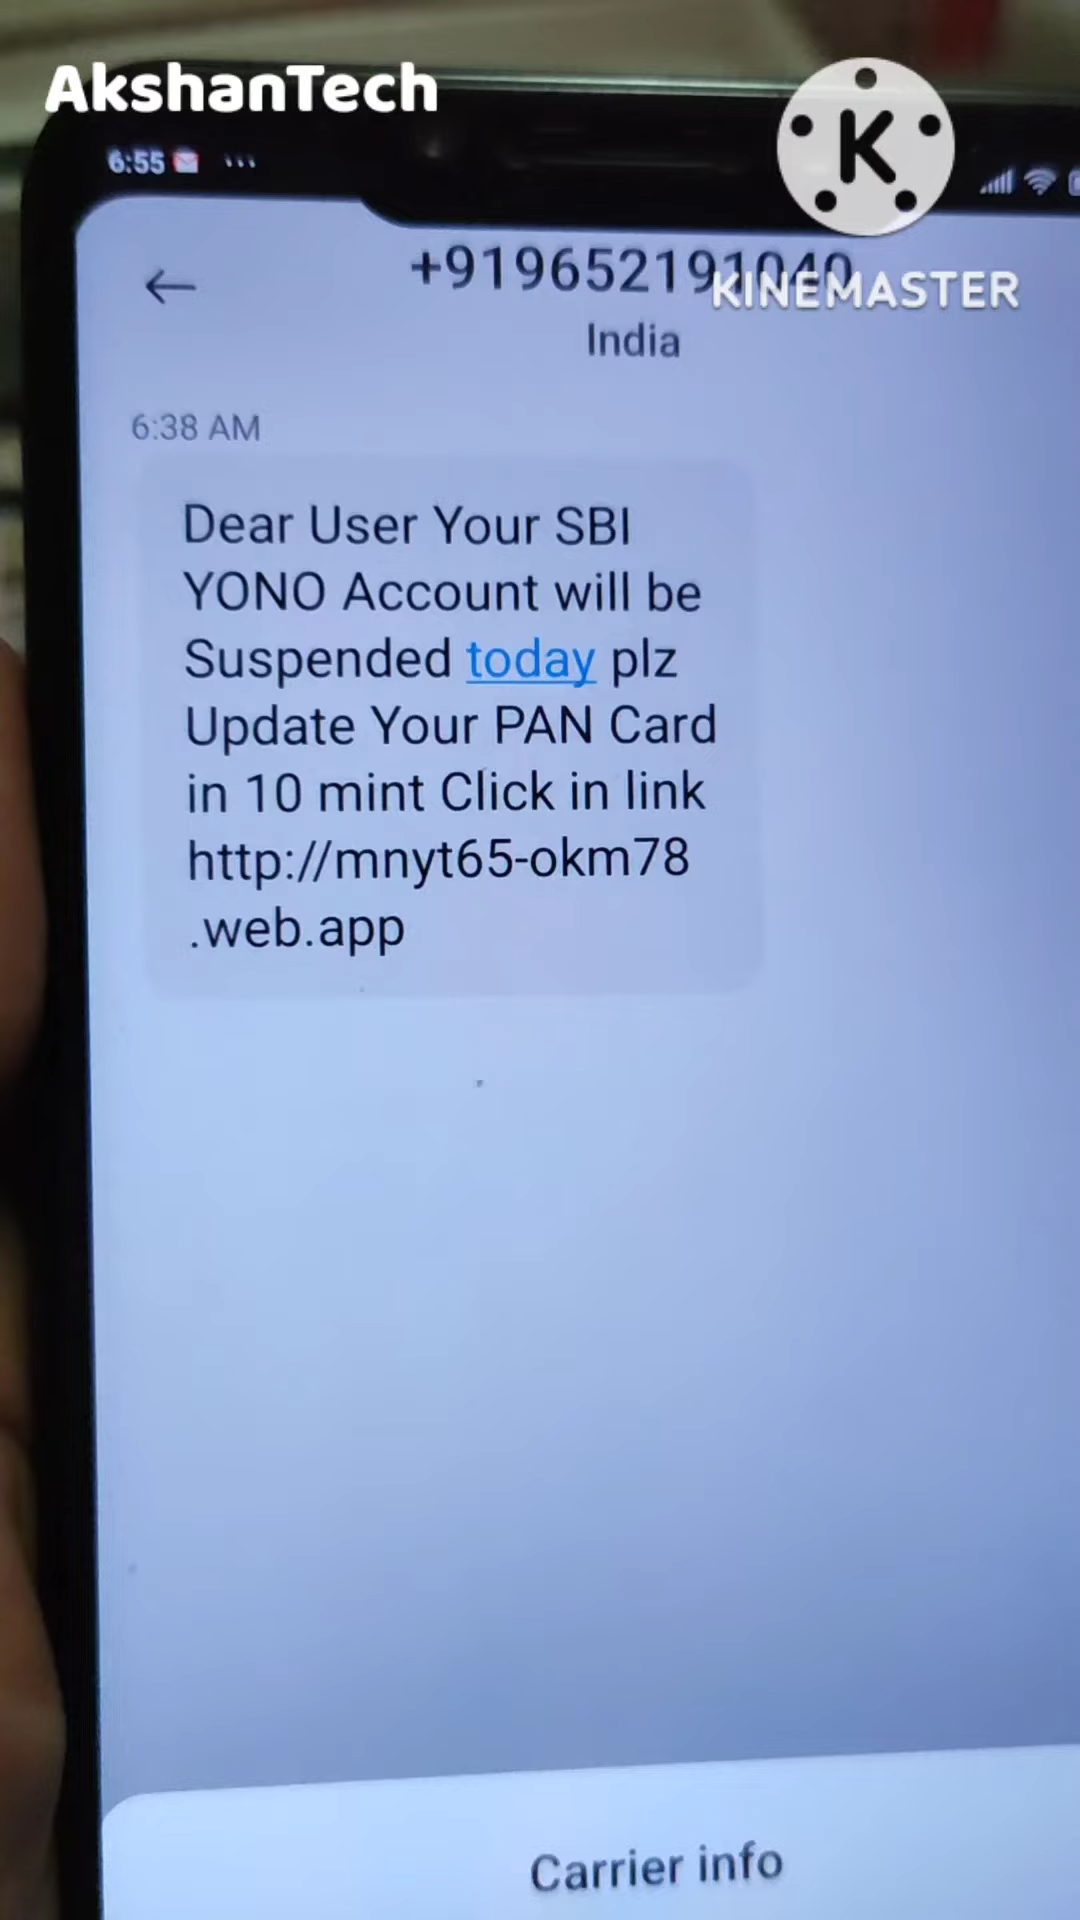 AkshanTech
K
KINEMASTER
6:55
+919652191040
India
6:38 AM
Dear User Your SBI
YONO Account will be
Suspended today plz
Update Your PAN Card
in 10 mint Click in link
http://mnyt65-okm78
.web.app
Carrier info